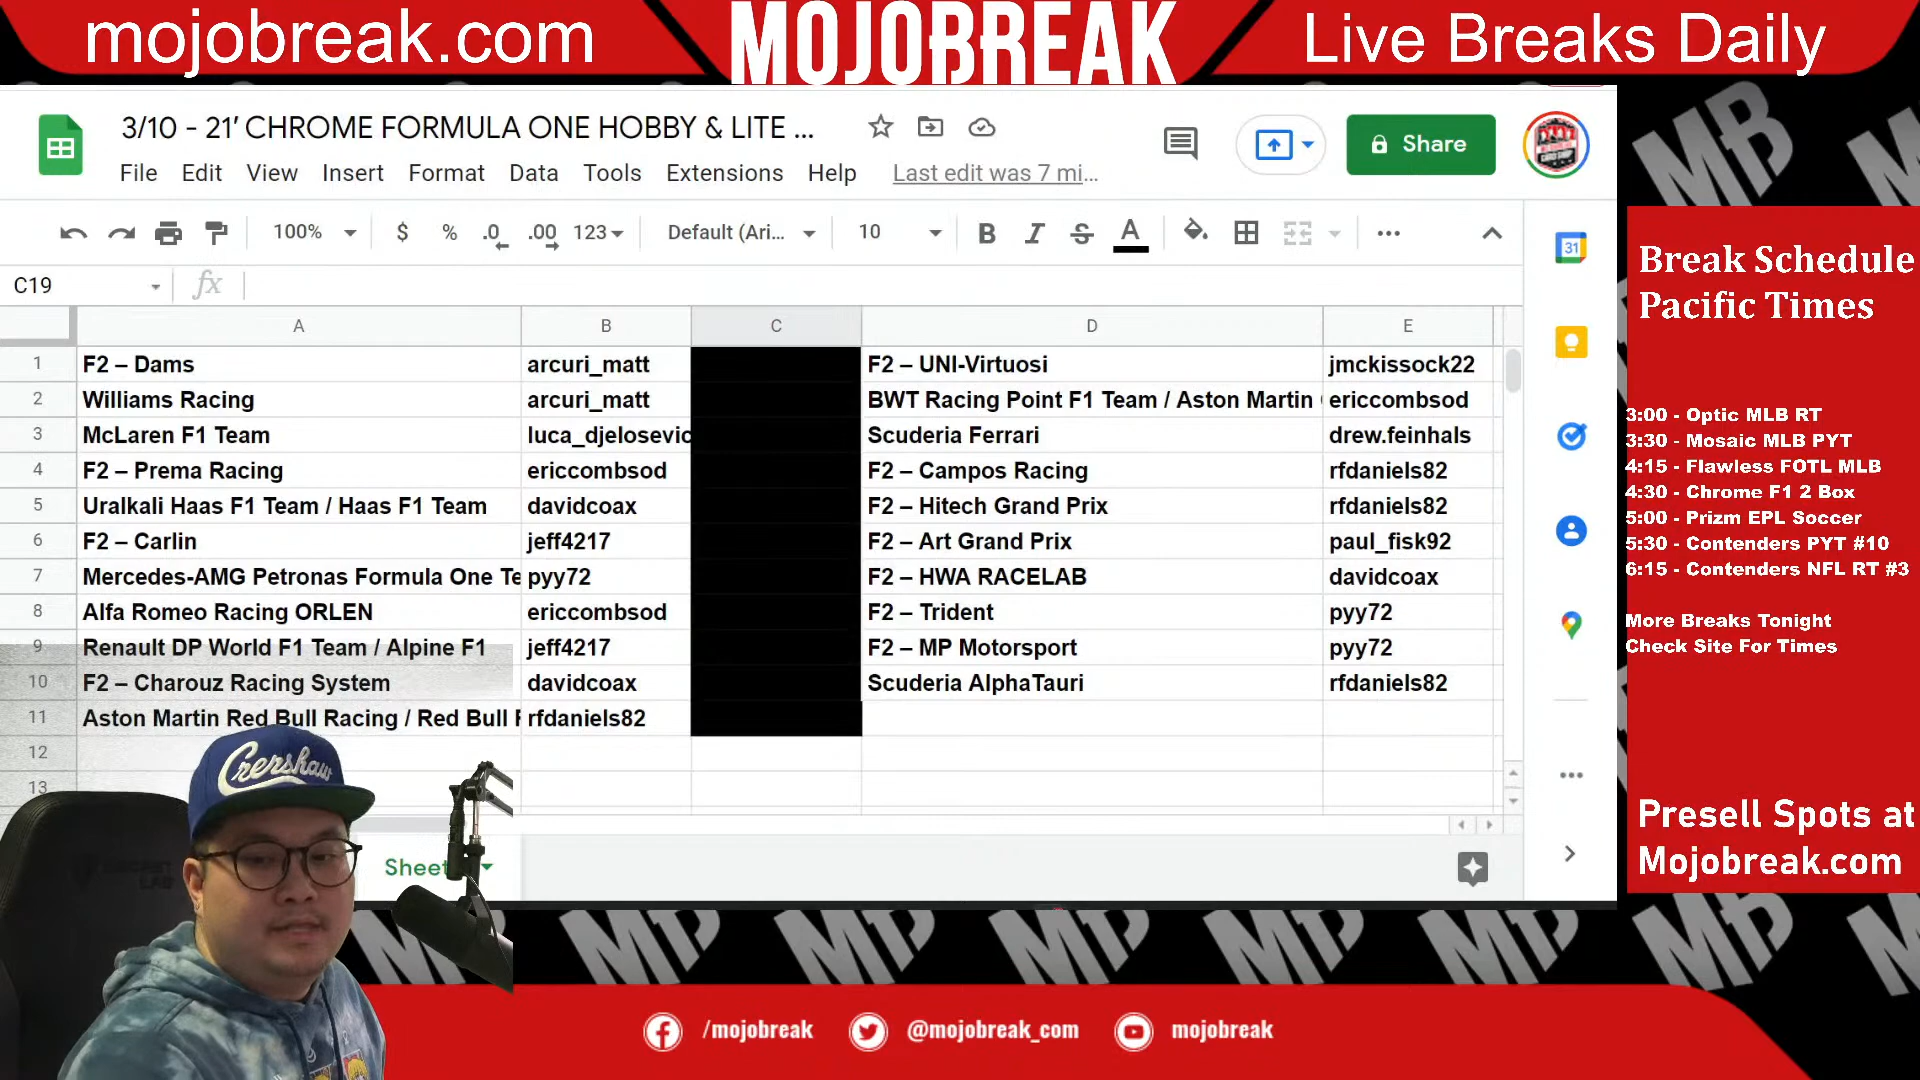 mojobreak.com
MOJOBREAK
Live Breaks Daily
3/10 - 21’ CHROME FORMULA ONE HOBBY & LITE ...
Share
File Edit View Insert Format Data Tools Extensions Help Last edit was 7 mi...
100% $ % .0 .00 123 Default (Ari... 10 B I S A ...
31
C19 fx
A B C D E
1 F2 – Dams arcuri_matt F2 – UNI-Virtuosi jmckissock22
2 Williams Racing arcuri_matt BWT Racing Point F1 Team / Aston Martin ericcombsod
3 McLaren F1 Team luca_djelosevic Scuderia Ferrari drew.feinhals
4 F2 – Prema Racing ericcombsod F2 – Campos Racing rfdaniels82
5 Uralkali Haas F1 Team / Haas F1 Team davidcoax F2 – Hitech Grand Prix rfdaniels82
6 F2 – Carlin jeff4217 F2 – Art Grand Prix paul_fisk92
7 Mercedes-AMG Petronas Formula One Te pyy72 F2 – HWA RACELAB davidcoax
8 Alfa Romeo Racing ORLEN ericcombsod F2 – Trident pyy72
9 Renault DP World F1 Team / Alpine F1 jeff4217 F2 – MP Motorsport pyy72
10 F2 – Charouz Racing System davidcoax Scuderia AlphaTauri rfdaniels82
11 Aston Martin Red Bull Racing / Red Bull rfdaniels82
12
13
Sheet
Crenshaw
Break Schedule
Pacific Times
3:00 - Optic MLB RT
3:30 - Mosaic MLB PYT
4:15 - Flawless FOTL MLB
4:30 - Chrome F1 2 Box
5:00 - Prizm EPL Soccer
5:30 - Contenders PYT #10
6:15 - Contenders NFL RT #3
More Breaks Tonight
Check Site For Times
Presell Spots at
Mojobreak.com
/mojobreak @mojobreak_com mojobreak